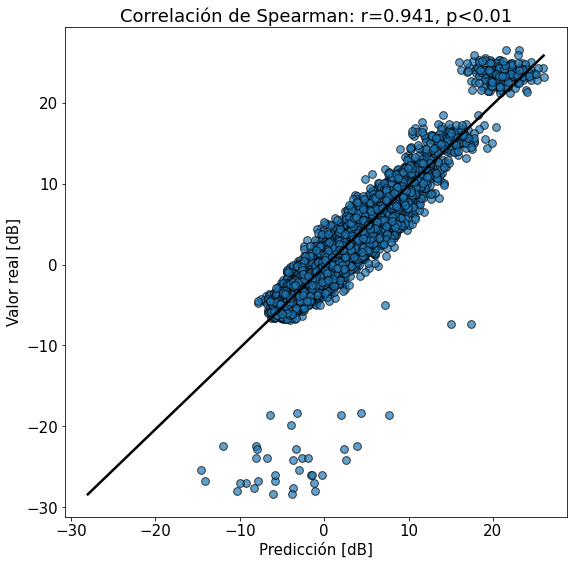 Correlación de Spearman: r=0.941, p<0.01
Valor real [dB]
20
10
0
−10
−20
−30
−30 −20 −10 0 10 20
Predicción [dB]